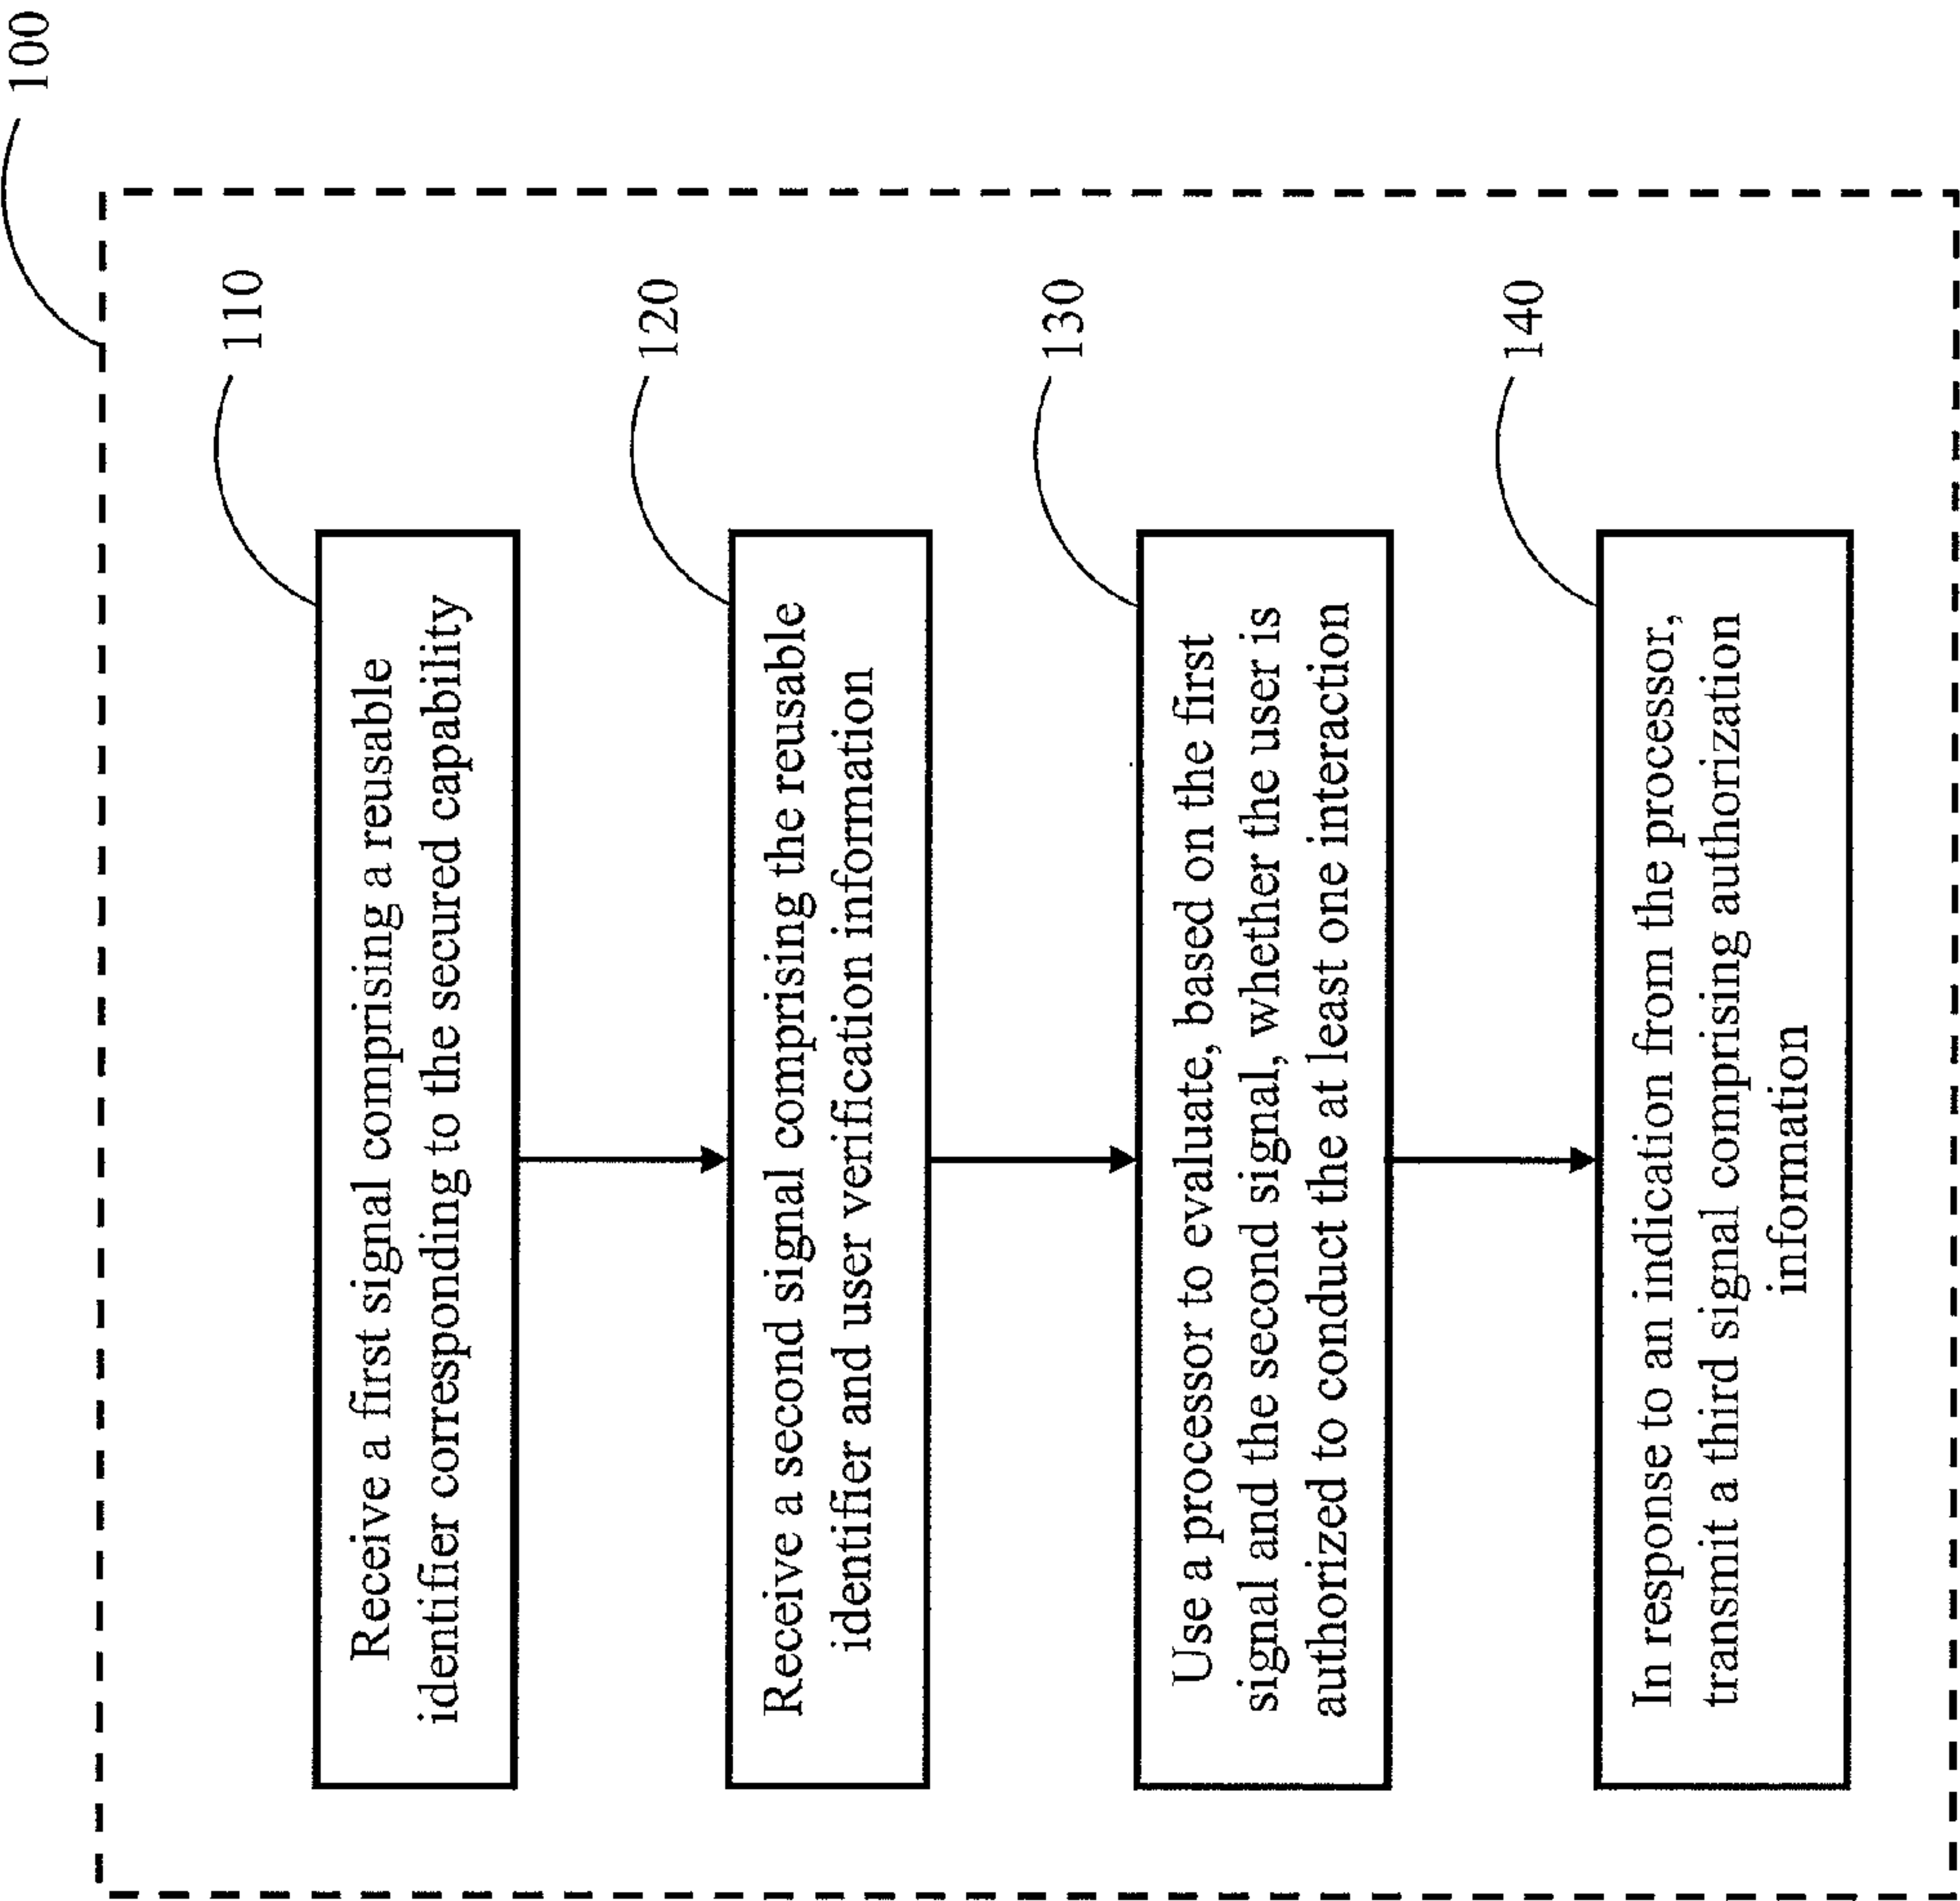 100
110
Receive a first signal comprising a reusable
identifier corresponding to the secured capability
120
Receive a second signal comprising the reusable
identifier and user verification information
130
Use a processor to evaluate, based on the first
signal and the second signal, whether the user is
authorized to conduct the at least one interaction
140
In response to an indication from the processor,
transmit a third signal comprising authorization
information